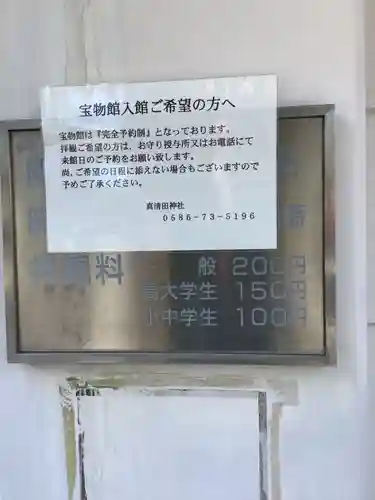 宝物館入館ご希望の方へ
宝物館は『完全予約制』となっております。
拝観ご希望の方は、お守り授与所又はお電話にて
来館日のご予約をお願い致します。
尚、ご希望の日程に添えない場合もございますので
予めご了承ください。
真清田神社
0586-73-5196
料 一般 200円
高大学生 150円
小中学生 100円